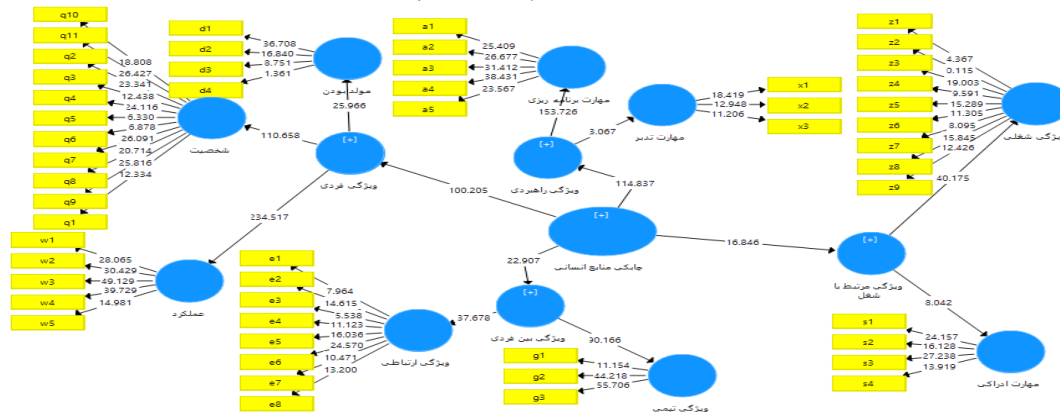 q10
q11
q2
q3
q4
q5
q6
q7
q8
q9
q1
18.808
26.427
23.341
12.438
24.116
6.330
6.878
26.091
20.714
25.816
12.334
شخصیت
d1
d2
d3
d4
36.708
16.840
8.751
1.361
مولد بودن
25.966
110.658
[+]
ویژگی فردی
234.517
w1
w2
w3
w4
w5
28.065
30.429
49.129
39.729
14.981
عملکرد
a1
a2
a3
a4
a5
25.409
26.677
31.412
38.431
23.567
مهارت برنامه ریزی
153.726
3.067
[+]
ویژگی راهبردی
مهارت تدبر
18.419
12.948
11.206
x1
x2
x3
100.205
114.837
[+]
چابکی منابع انسانی
16.846
22.907
[+]
ویژگی بین فردی
37.678
90.166
e1
e2
e3
e4
e5
e6
e7
e8
7.964
14.615
5.538
11.123
16.036
24.570
10.471
13.200
ویژگی ارتباطی
g1
g2
g3
11.154
44.218
55.706
ویژگی تیمی
[+]
ویژگی مرتبط با
شغل
40.175
8.042
z1
z2
z3
z4
z5
z6
z7
z8
z9
4.367
0.115
19.003
9.591
15.289
11.305
8.095
15.845
12.426
ویژگی شغلی
s1
s2
s3
s4
24.157
16.128
27.238
13.919
مهارت ادراکی